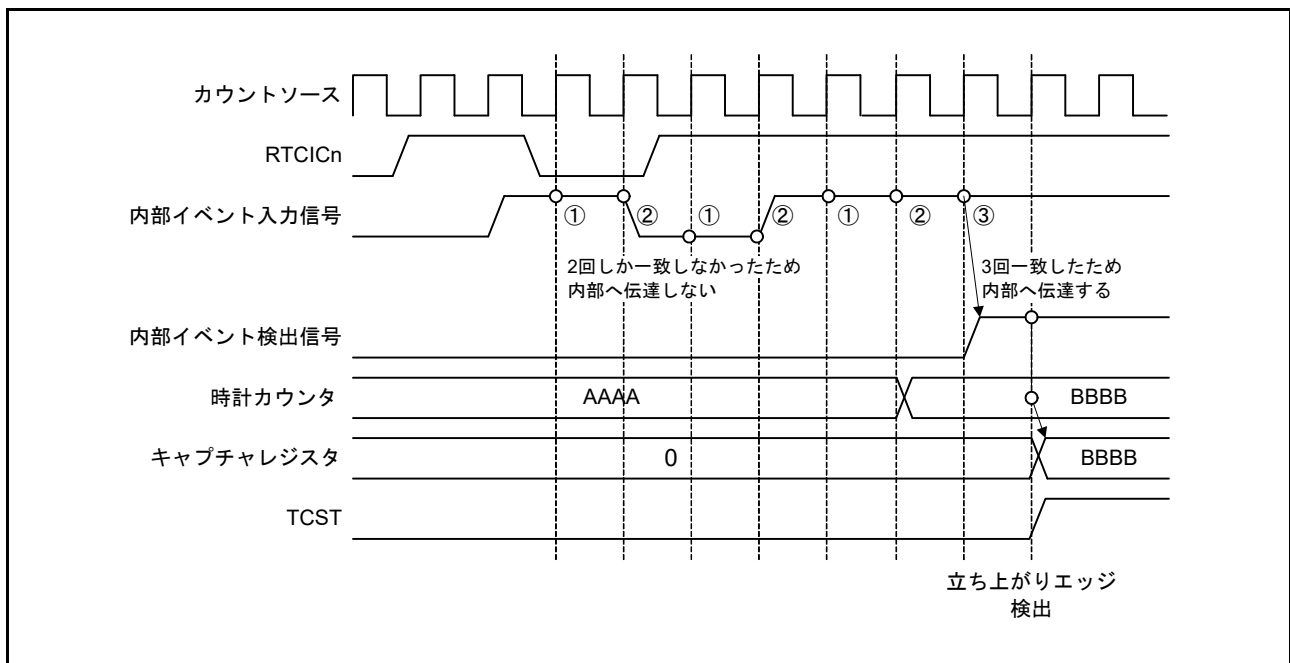 カウントソース
RTCICn
内部イベント入力信号
① ② ① ② ① ② ③
2回しか一致しなかったため
内部へ伝達しない
3回一致したため
内部へ伝達する
内部イベント検出信号
時計カウンタ
AAAA
BBBB
キャプチャレジスタ
0
BBBB
TCST
立ち上がりエッジ
検出